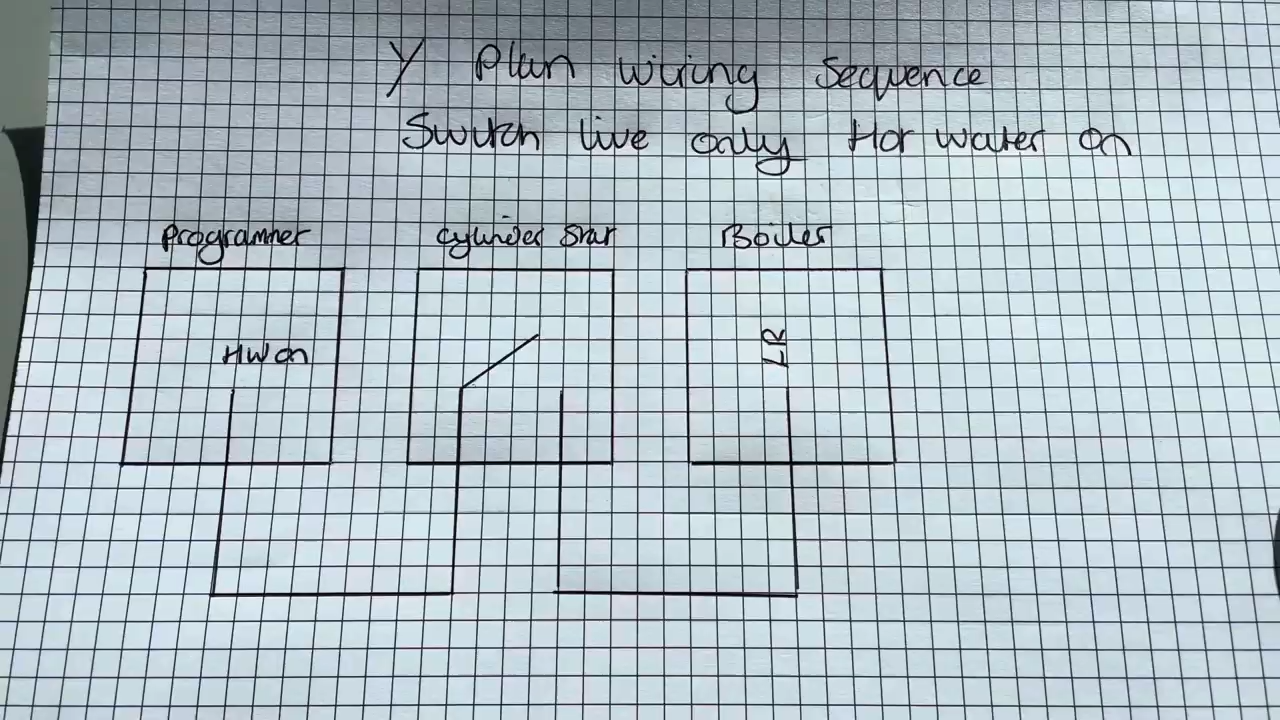 Y Plan wiring Sequence
Switch live only Hot water on
Programmer
Cylinder Stat
Boiler
HW on
LR